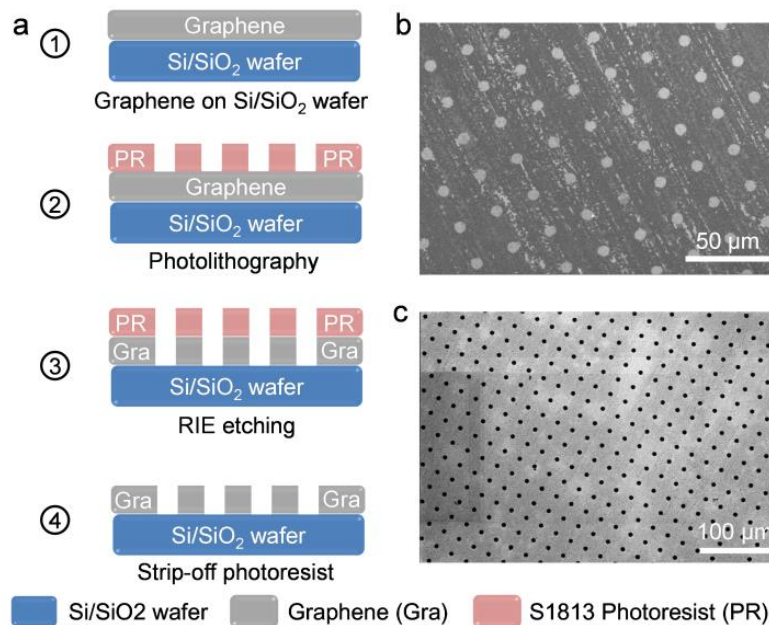 a
①
Graphene
Si/SiO₂ wafer
Graphene on Si/SiO₂ wafer
②
PR PR
Graphene
Si/SiO₂ wafer
Photolithography
③
PR PR
Gra Gra
Si/SiO₂ wafer
RIE etching
④
Gra Gra
Si/SiO₂ wafer
Strip-off photoresist
b
50 μm
c
100 μm
Si/SiO2 wafer Graphene (Gra) S1813 Photoresist (PR)